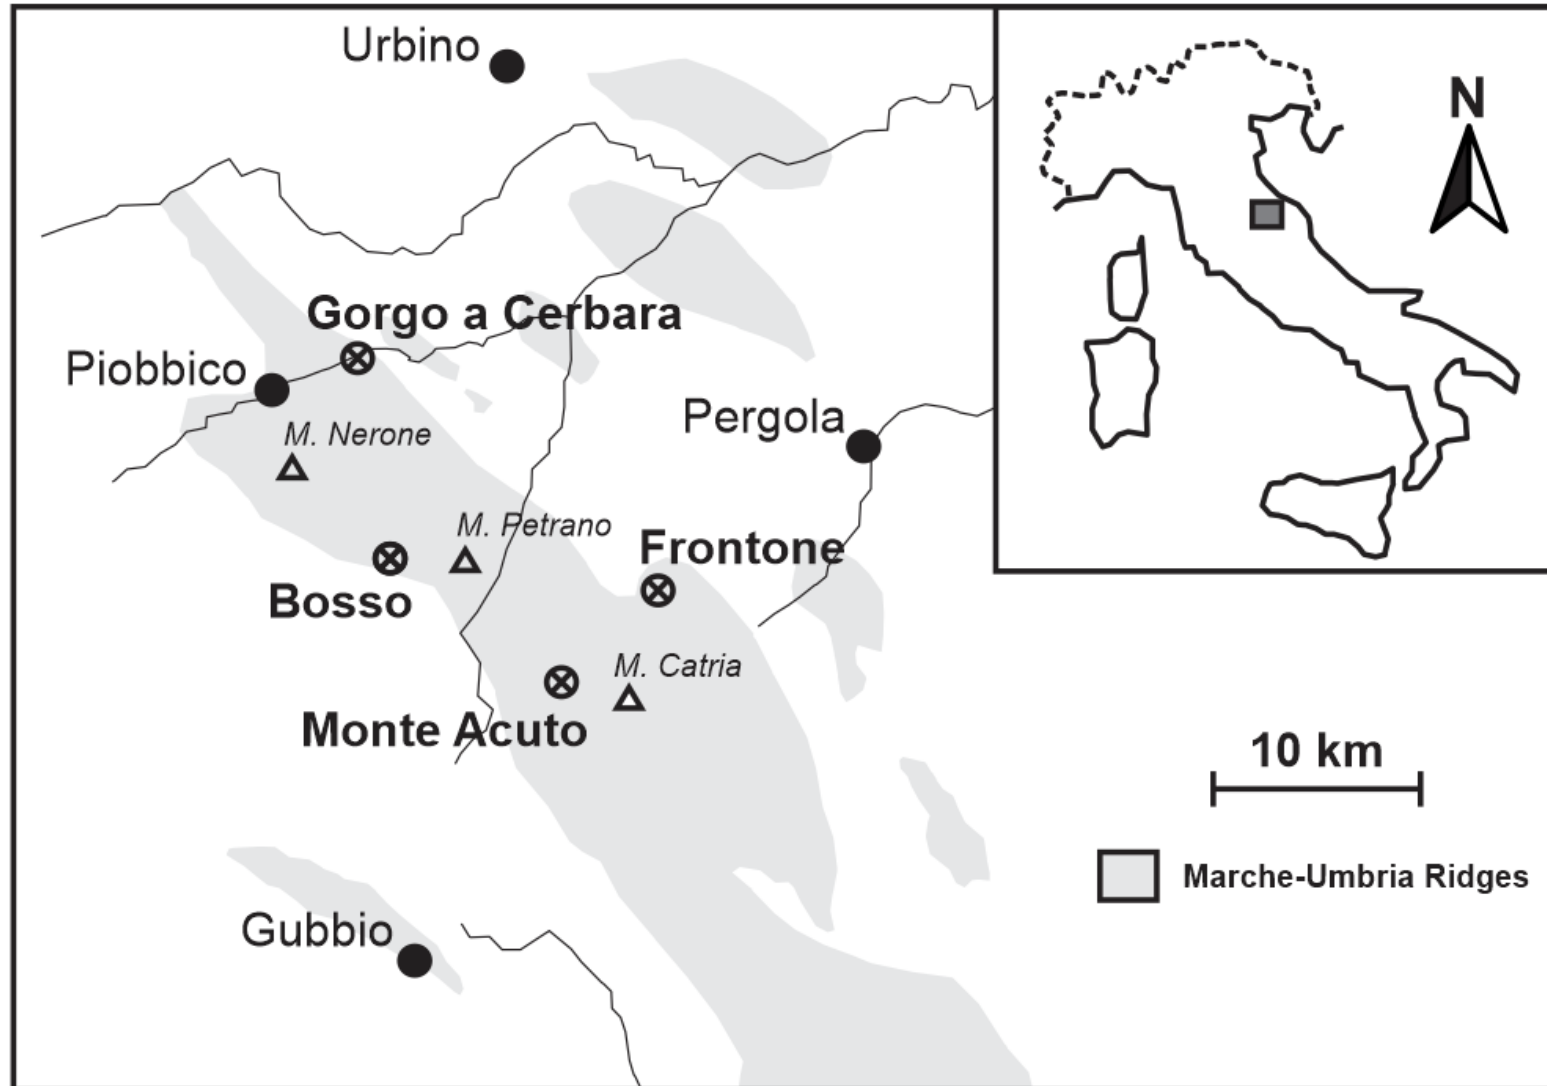 Urbino
N
Gorgo a Cerbara
Piobbico
Pergola
M. Nerone
M. Petrano
Frontone
Bosso
M. Catria
Monte Acuto
10 km
Marche-Umbria Ridges
Gubbio